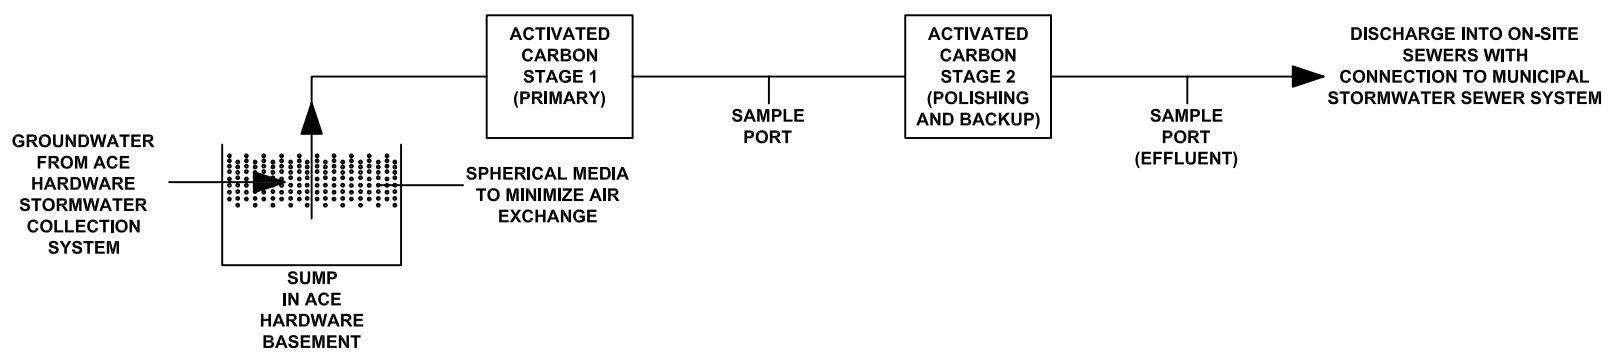 GROUNDWATER
FROM ACE
HARDWARE
STORMWATER
COLLECTION
SYSTEM
SUMP
IN ACE
HARDWARE
BASEMENT
SPHERICAL MEDIA
TO MINIMIZE AIR
EXCHANGE
ACTIVATED
CARBON
STAGE 1
(PRIMARY)
SAMPLE
PORT
ACTIVATED
CARBON
STAGE 2
(POLISHING
AND BACKUP)
SAMPLE
PORT
(EFFLUENT)
DISCHARGE INTO ON-SITE
SEWERS WITH
CONNECTION TO MUNICIPAL
STORMWATER SEWER SYSTEM